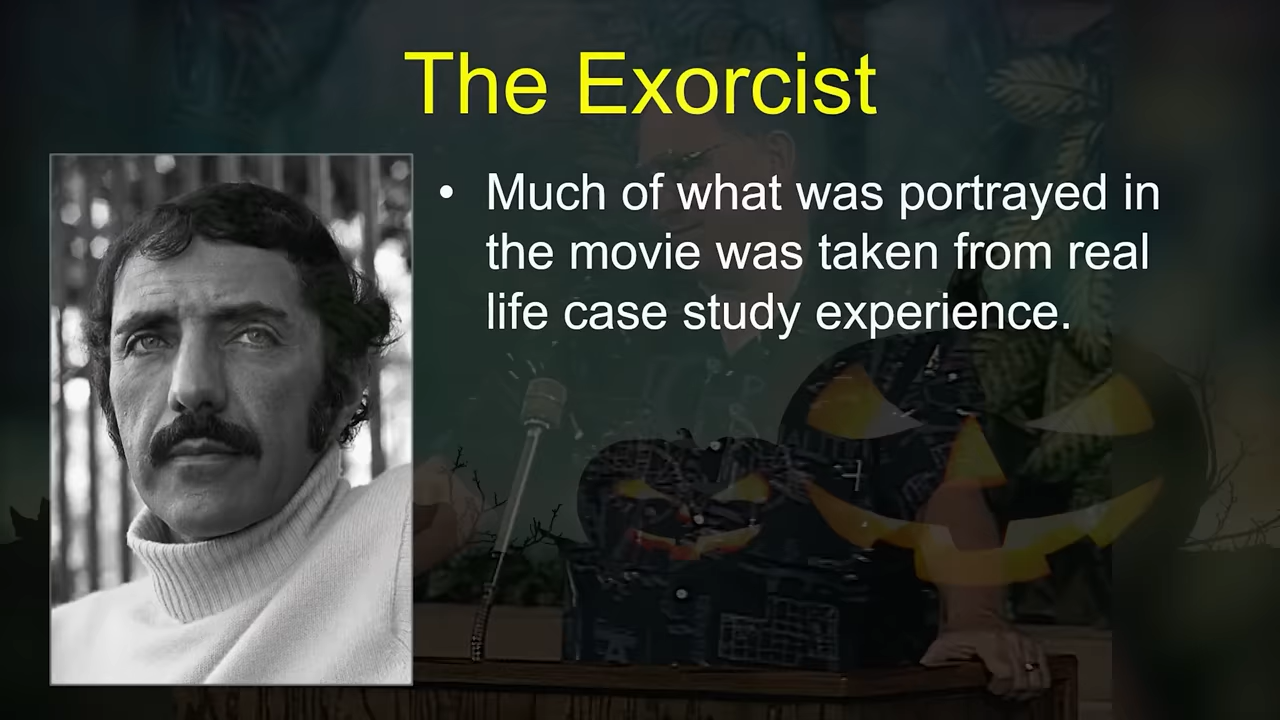 The Exorcist
• Much of what was portrayed in
the movie was taken from real
life case study experience.